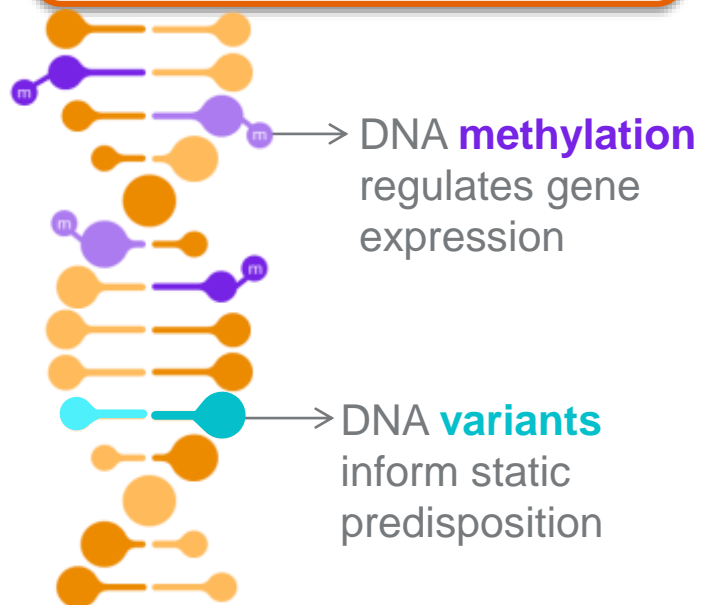 m
m
DNA methylation
regulates gene
expression
m
m
DNA variants
inform static
predisposition